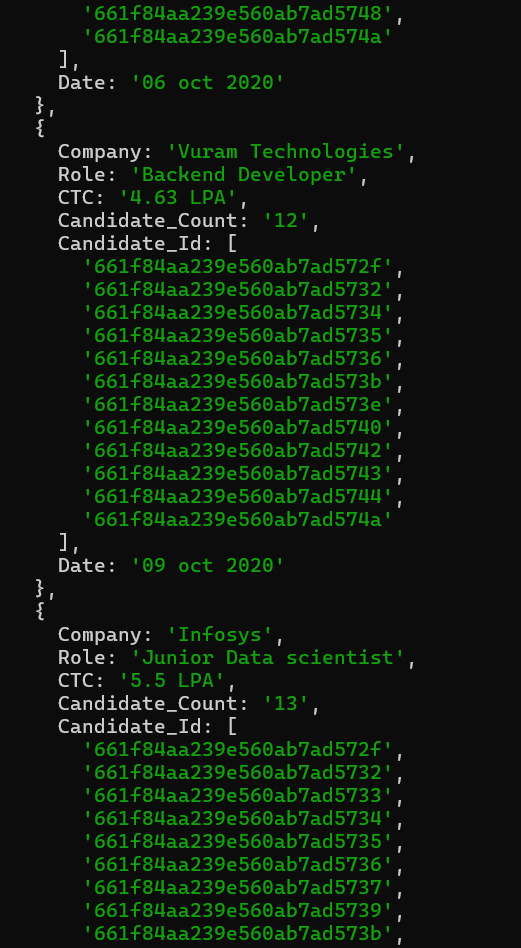 '661f84aa239e560ab7ad5748',
'661f84aa239e560ab7ad574a'
],
Date: '06 oct 2020'
},
{
Company: 'Vuram Technologies',
Role: 'Backend Developer',
CTC: '4.63 LPA',
Candidate_Count: '12',
Candidate_Id: [
'661f84aa239e560ab7ad572f',
'661f84aa239e560ab7ad5732',
'661f84aa239e560ab7ad5734',
'661f84aa239e560ab7ad5735',
'661f84aa239e560ab7ad5736',
'661f84aa239e560ab7ad573b',
'661f84aa239e560ab7ad573e',
'661f84aa239e560ab7ad5740',
'661f84aa239e560ab7ad5742',
'661f84aa239e560ab7ad5743',
'661f84aa239e560ab7ad5744',
'661f84aa239e560ab7ad574a'
],
Date: '09 oct 2020'
},
{
Company: 'Infosys',
Role: 'Junior Data scientist',
CTC: '5.5 LPA',
Candidate_Count: '13',
Candidate_Id: [
'661f84aa239e560ab7ad572f',
'661f84aa239e560ab7ad5732',
'661f84aa239e560ab7ad5733',
'661f84aa239e560ab7ad5734',
'661f84aa239e560ab7ad5735',
'661f84aa239e560ab7ad5736',
'661f84aa239e560ab7ad5737',
'661f84aa239e560ab7ad5739',
'661f84aa239e560ab7ad573b',